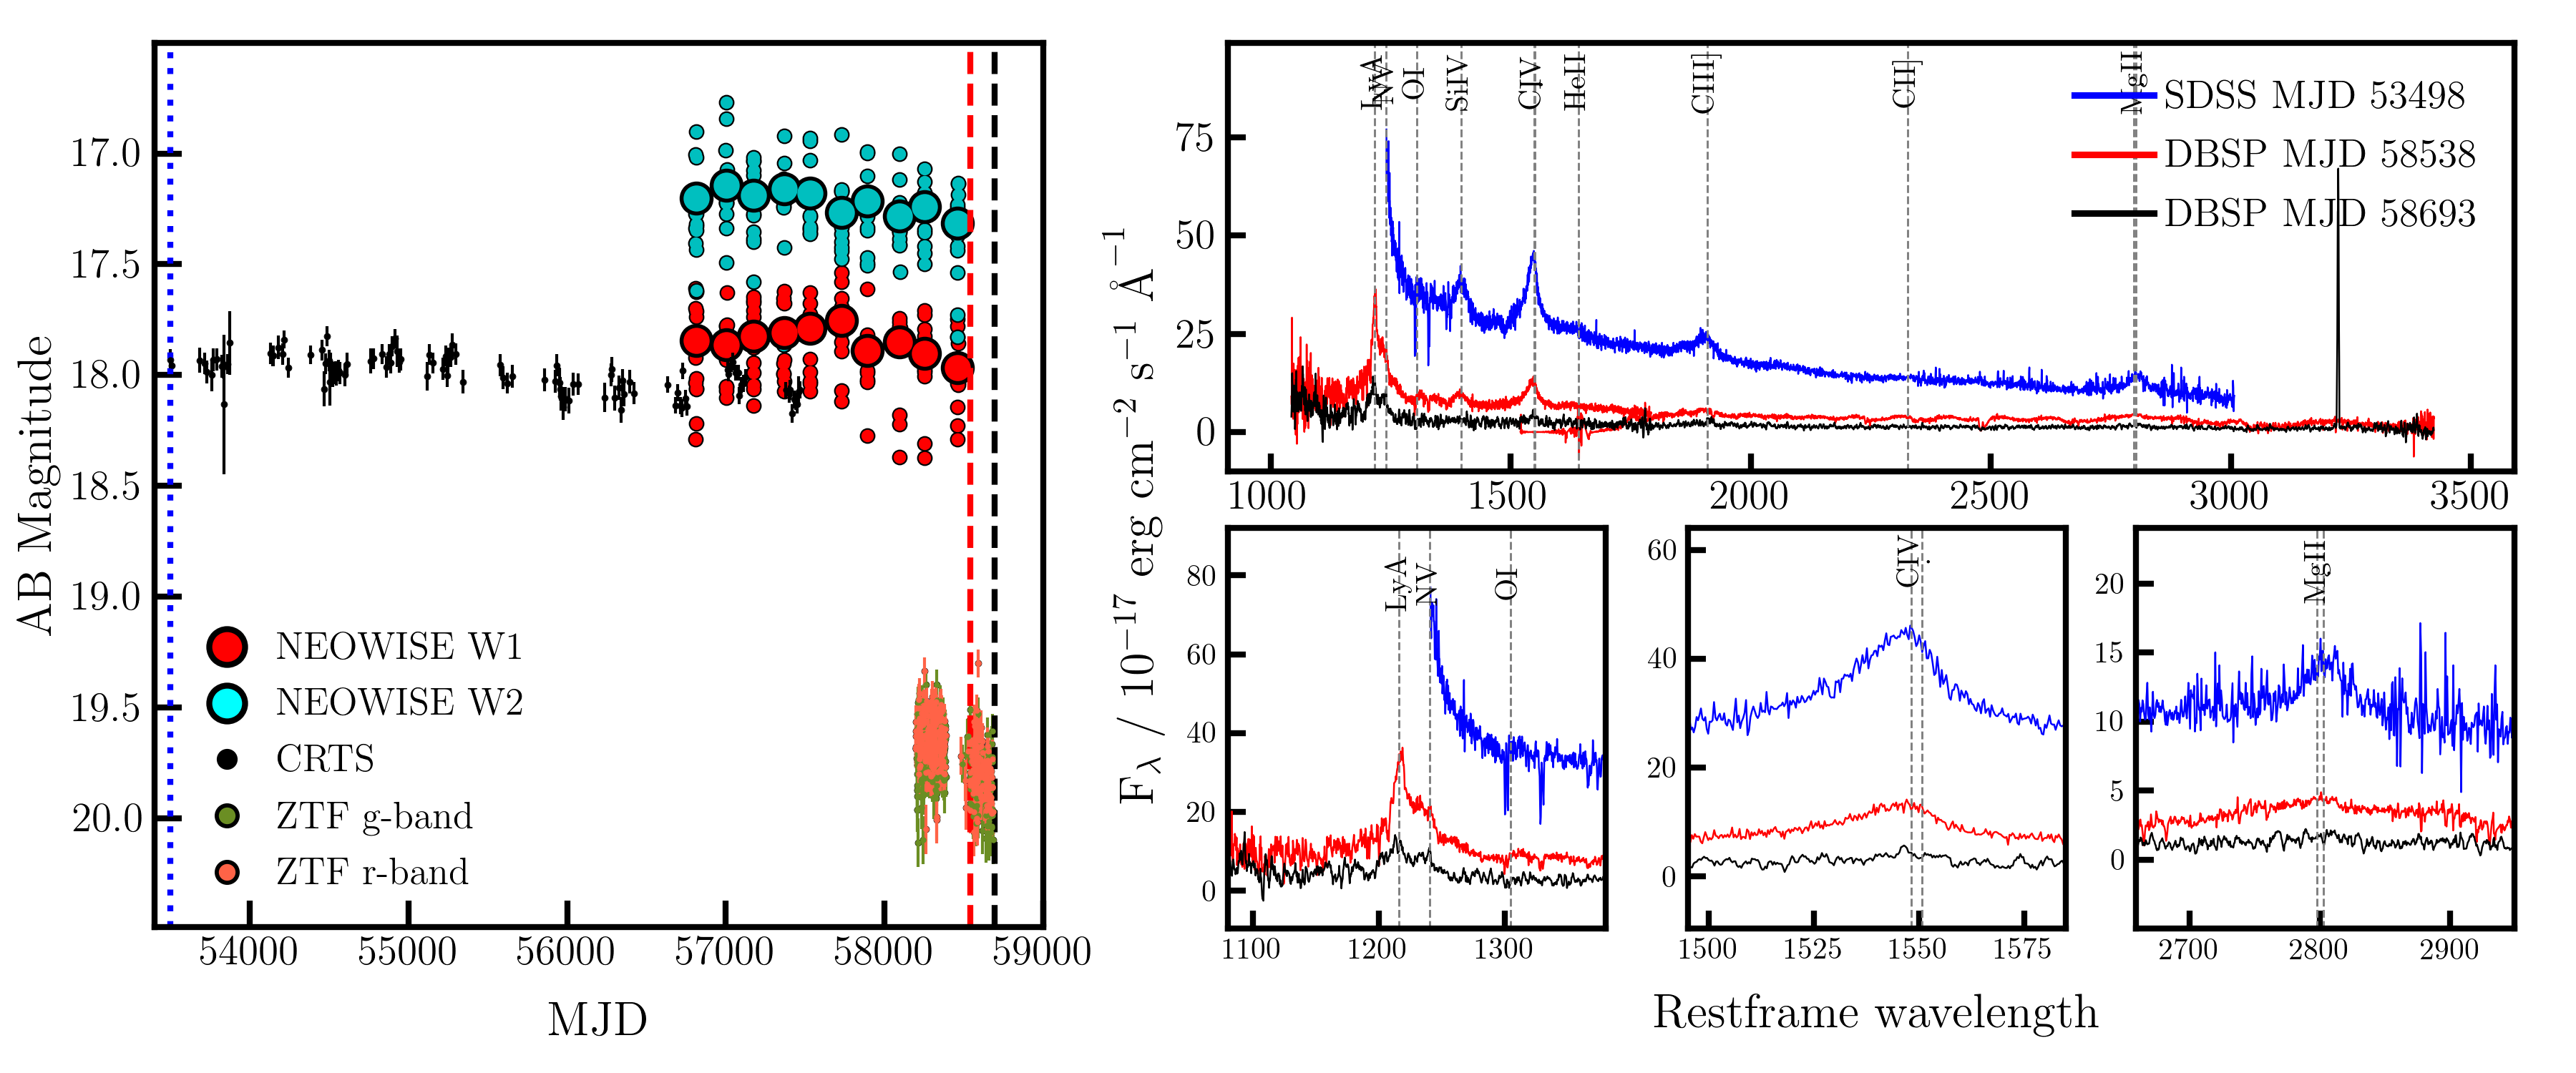 AB Magnitude
17.0
17.5
18.0
18.5
19.0
19.5
20.0
NEOWISE W1
NEOWISE W2
CRTS
ZTF g-band
ZTF r-band
54000 55000 56000 57000 58000 59000
MJD
F_λ / 10^−17 erg cm^−2 s^−1 Å^−1
75
50
25
0
LyA NV OI SiIV CIV HeII CIII] CII] MgII
SDSS MJD 53498
DBSP MJD 58538
DBSP MJD 58693
1000 1500 2000 2500 3000 3500
80
60
40
20
0
LyA NV OI
1100 1200 1300
60
40
20
0
CIV
1500 1525 1550 1575
20
15
10
5
0
MgII
2700 2800 2900
Restframe wavelength